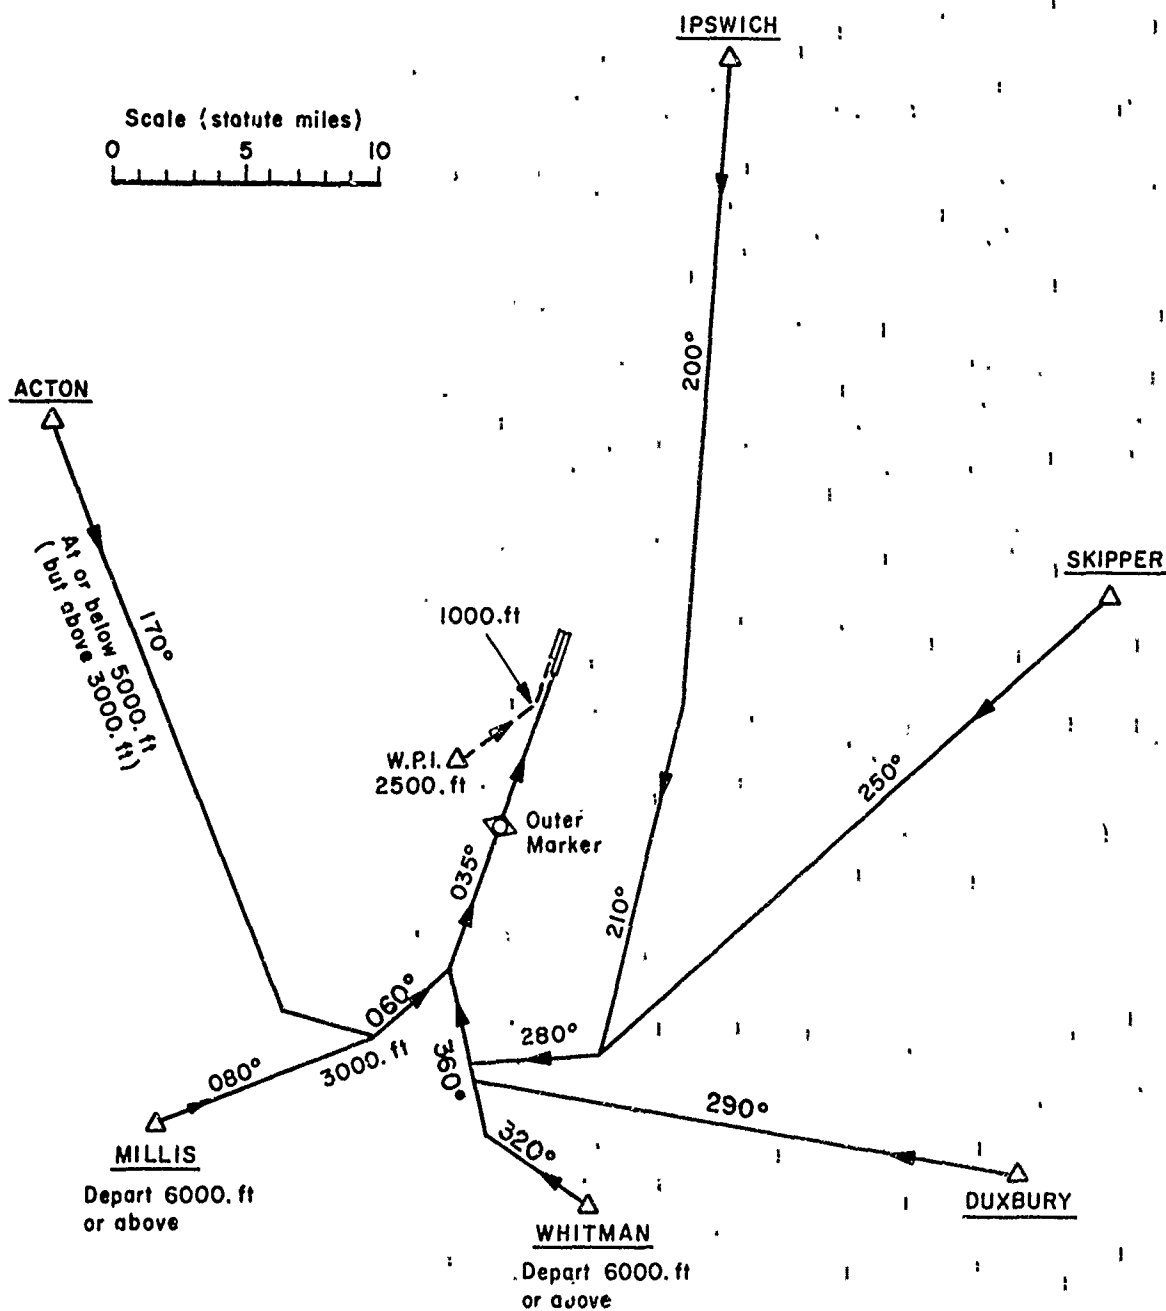 IPSWICH
Scale (statute miles)
0 5 10
200°
ACTON
170°
At or below 5000.ft
(but above 3000.ft)
SKIPPER
1000.ft
250°
W.P.I.
2500.ft
Outer
Marker
035°
210°
060°
3000.ft
280°
360°
080°
290°
320°
MILLIS
Depart 6000.ft
or above
DUXBURY
WHITMAN
Depart 6000.ft
or above